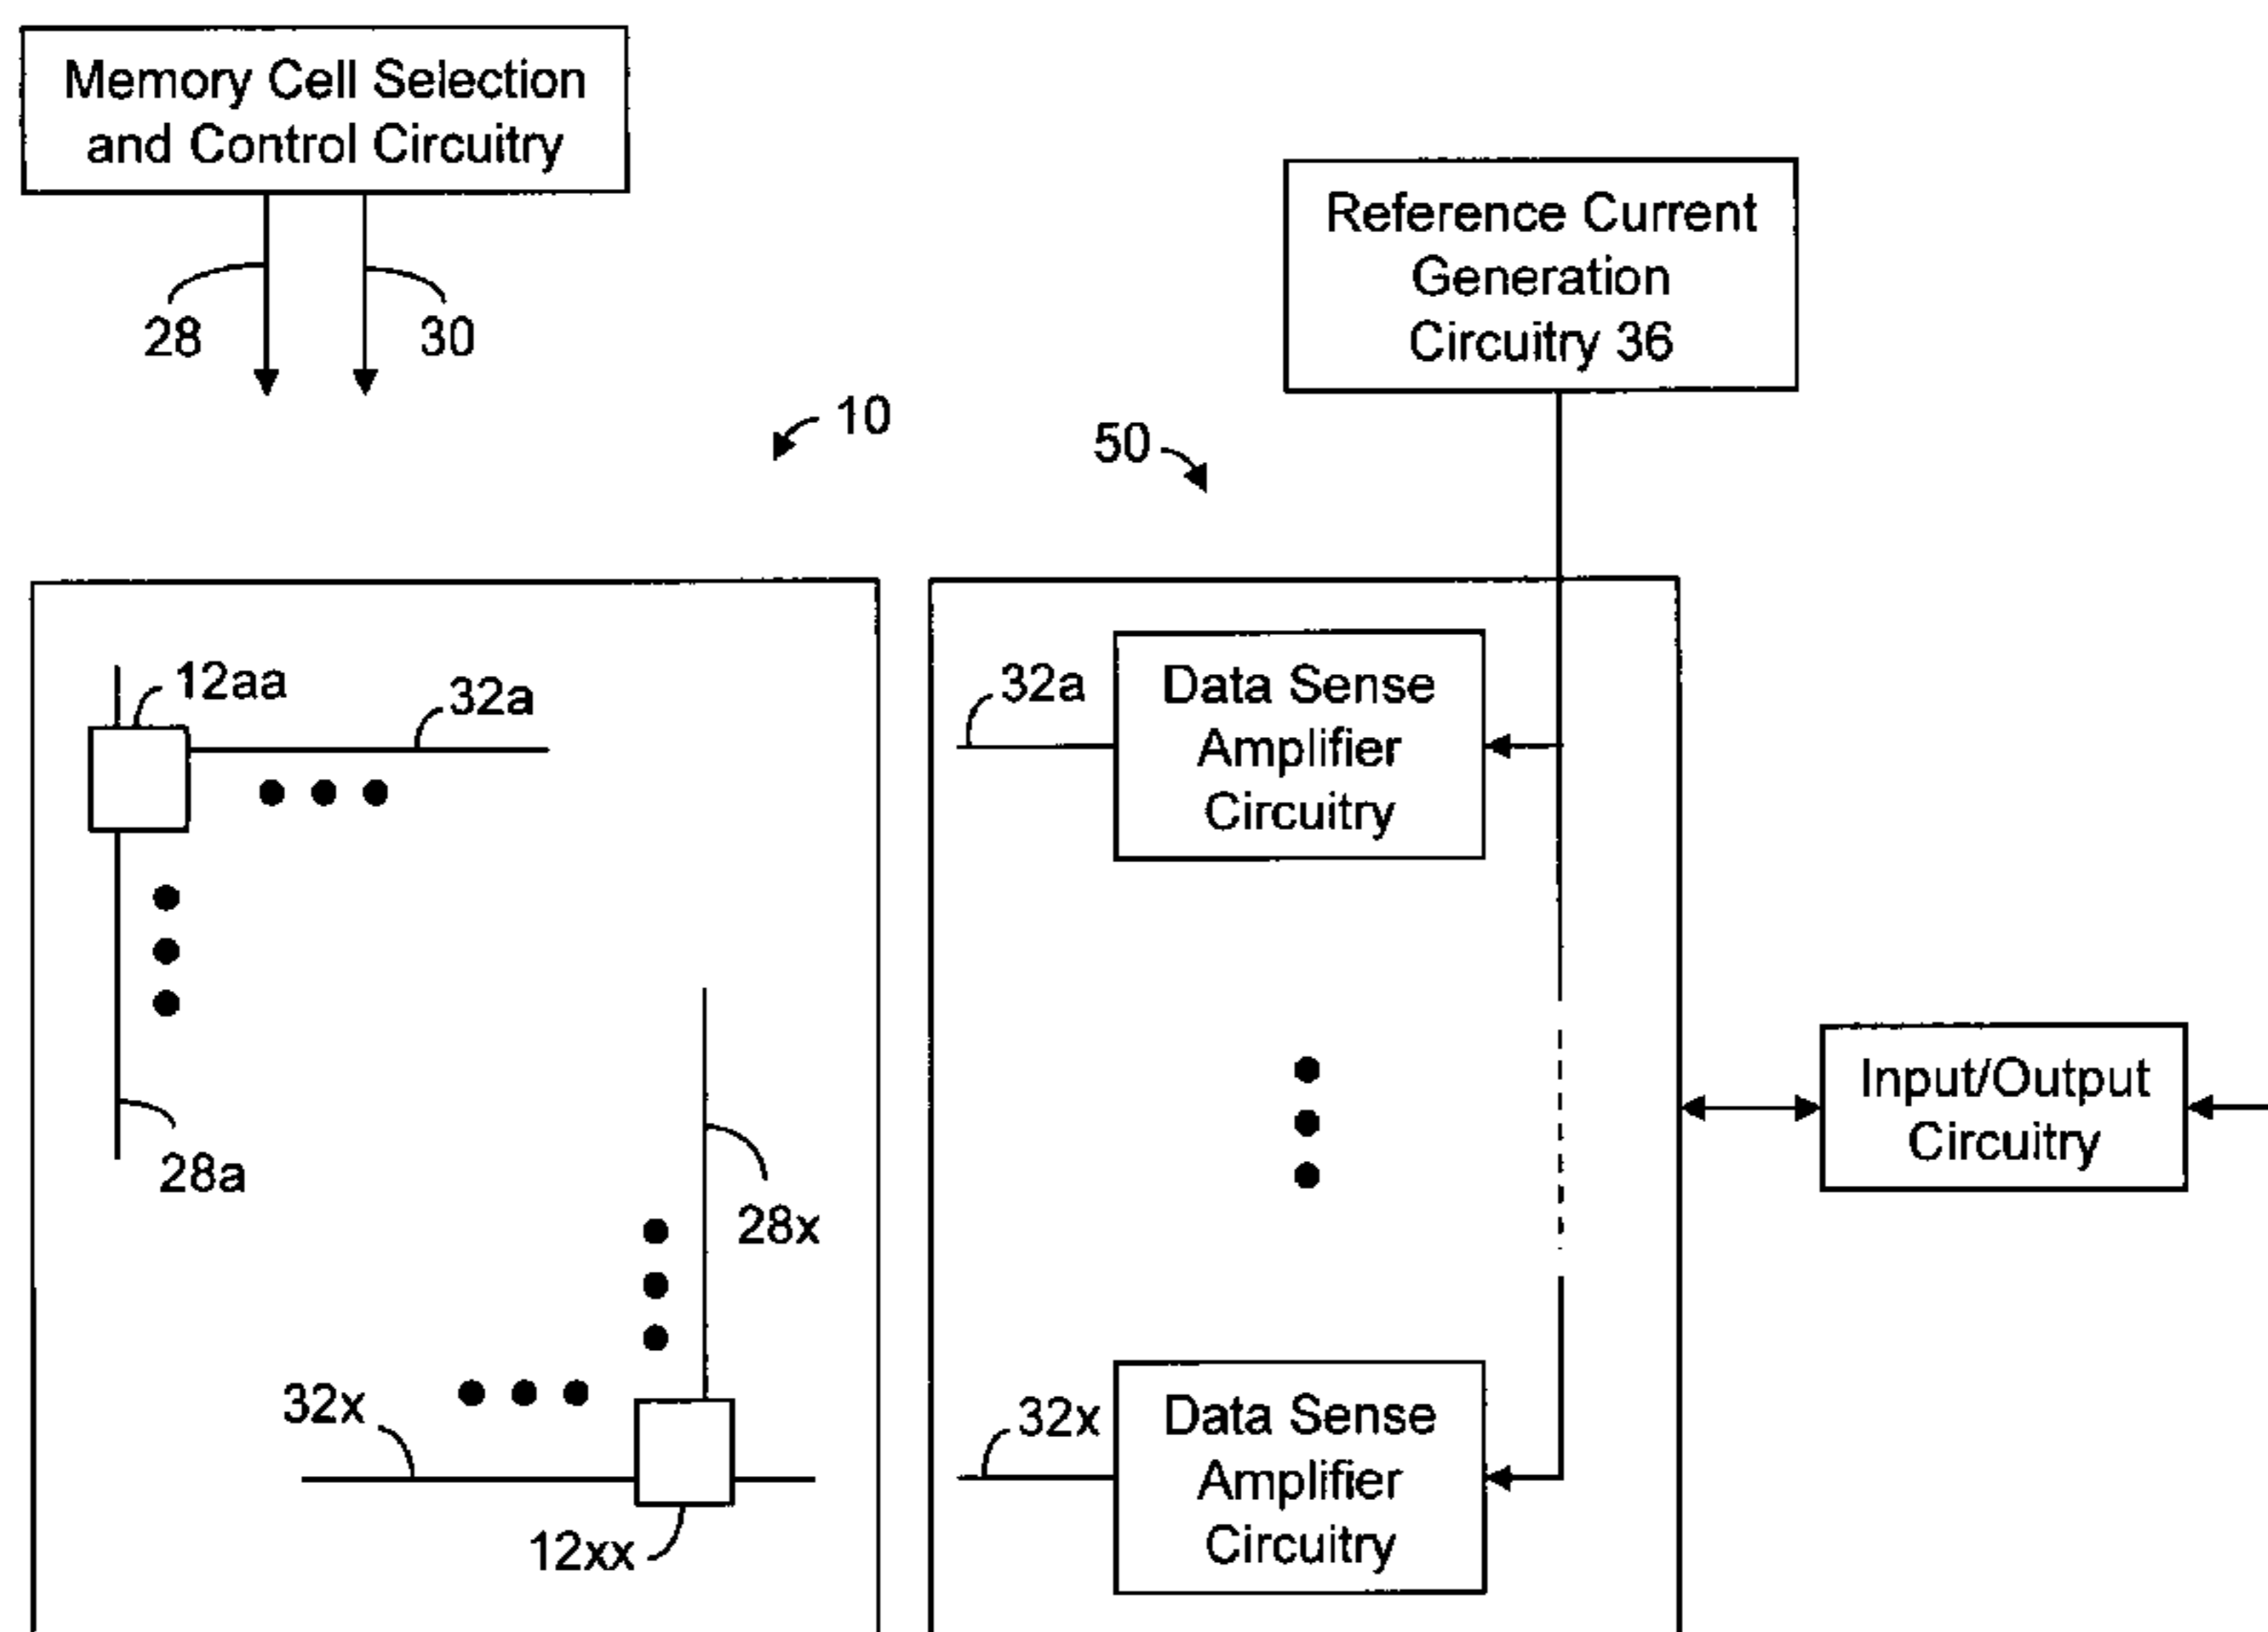 Memory Cell Selection
and Control Circuitry
28
30
Reference Current
Generation
Circuitry 36
10
50
12aa
32a
28a
28x
32x
12xx
32a
Data Sense
Amplifier
Circuitry
32x
Data Sense
Amplifier
Circuitry
Input/Output
Circuitry